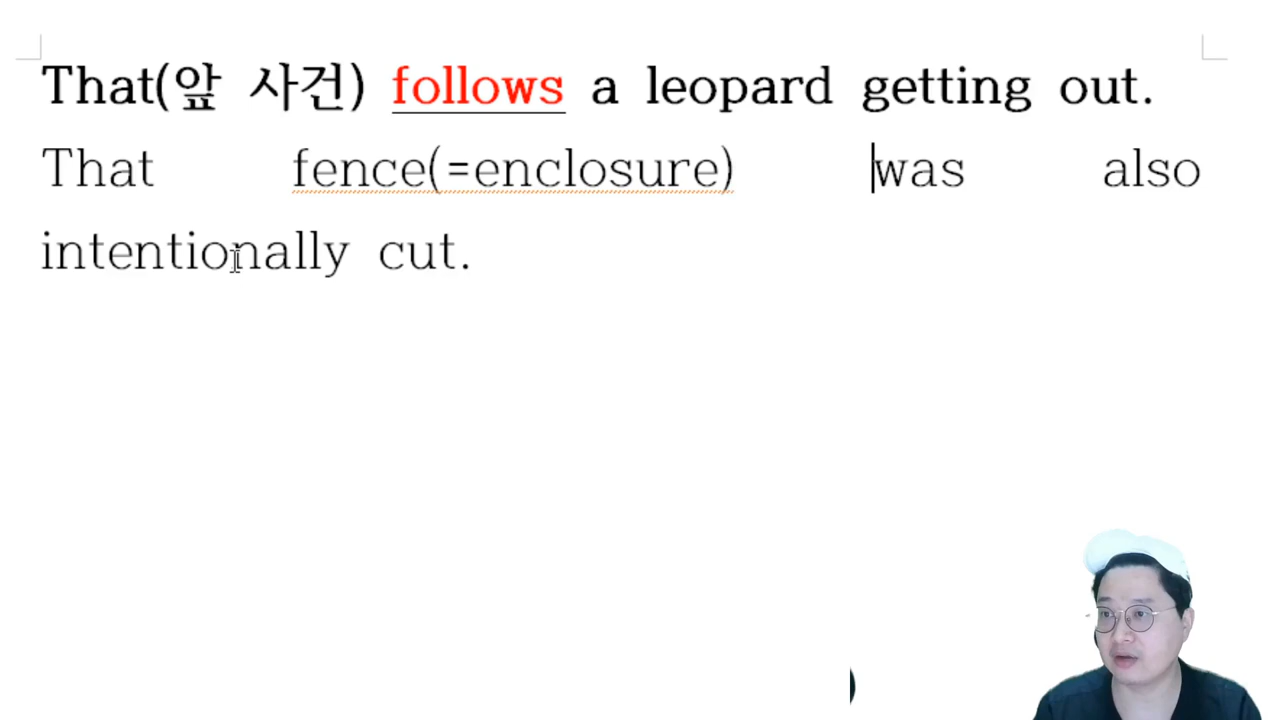 That(앞 사건) follows a leopard getting out.
That fence(=enclosure) was also
intentionally cut.